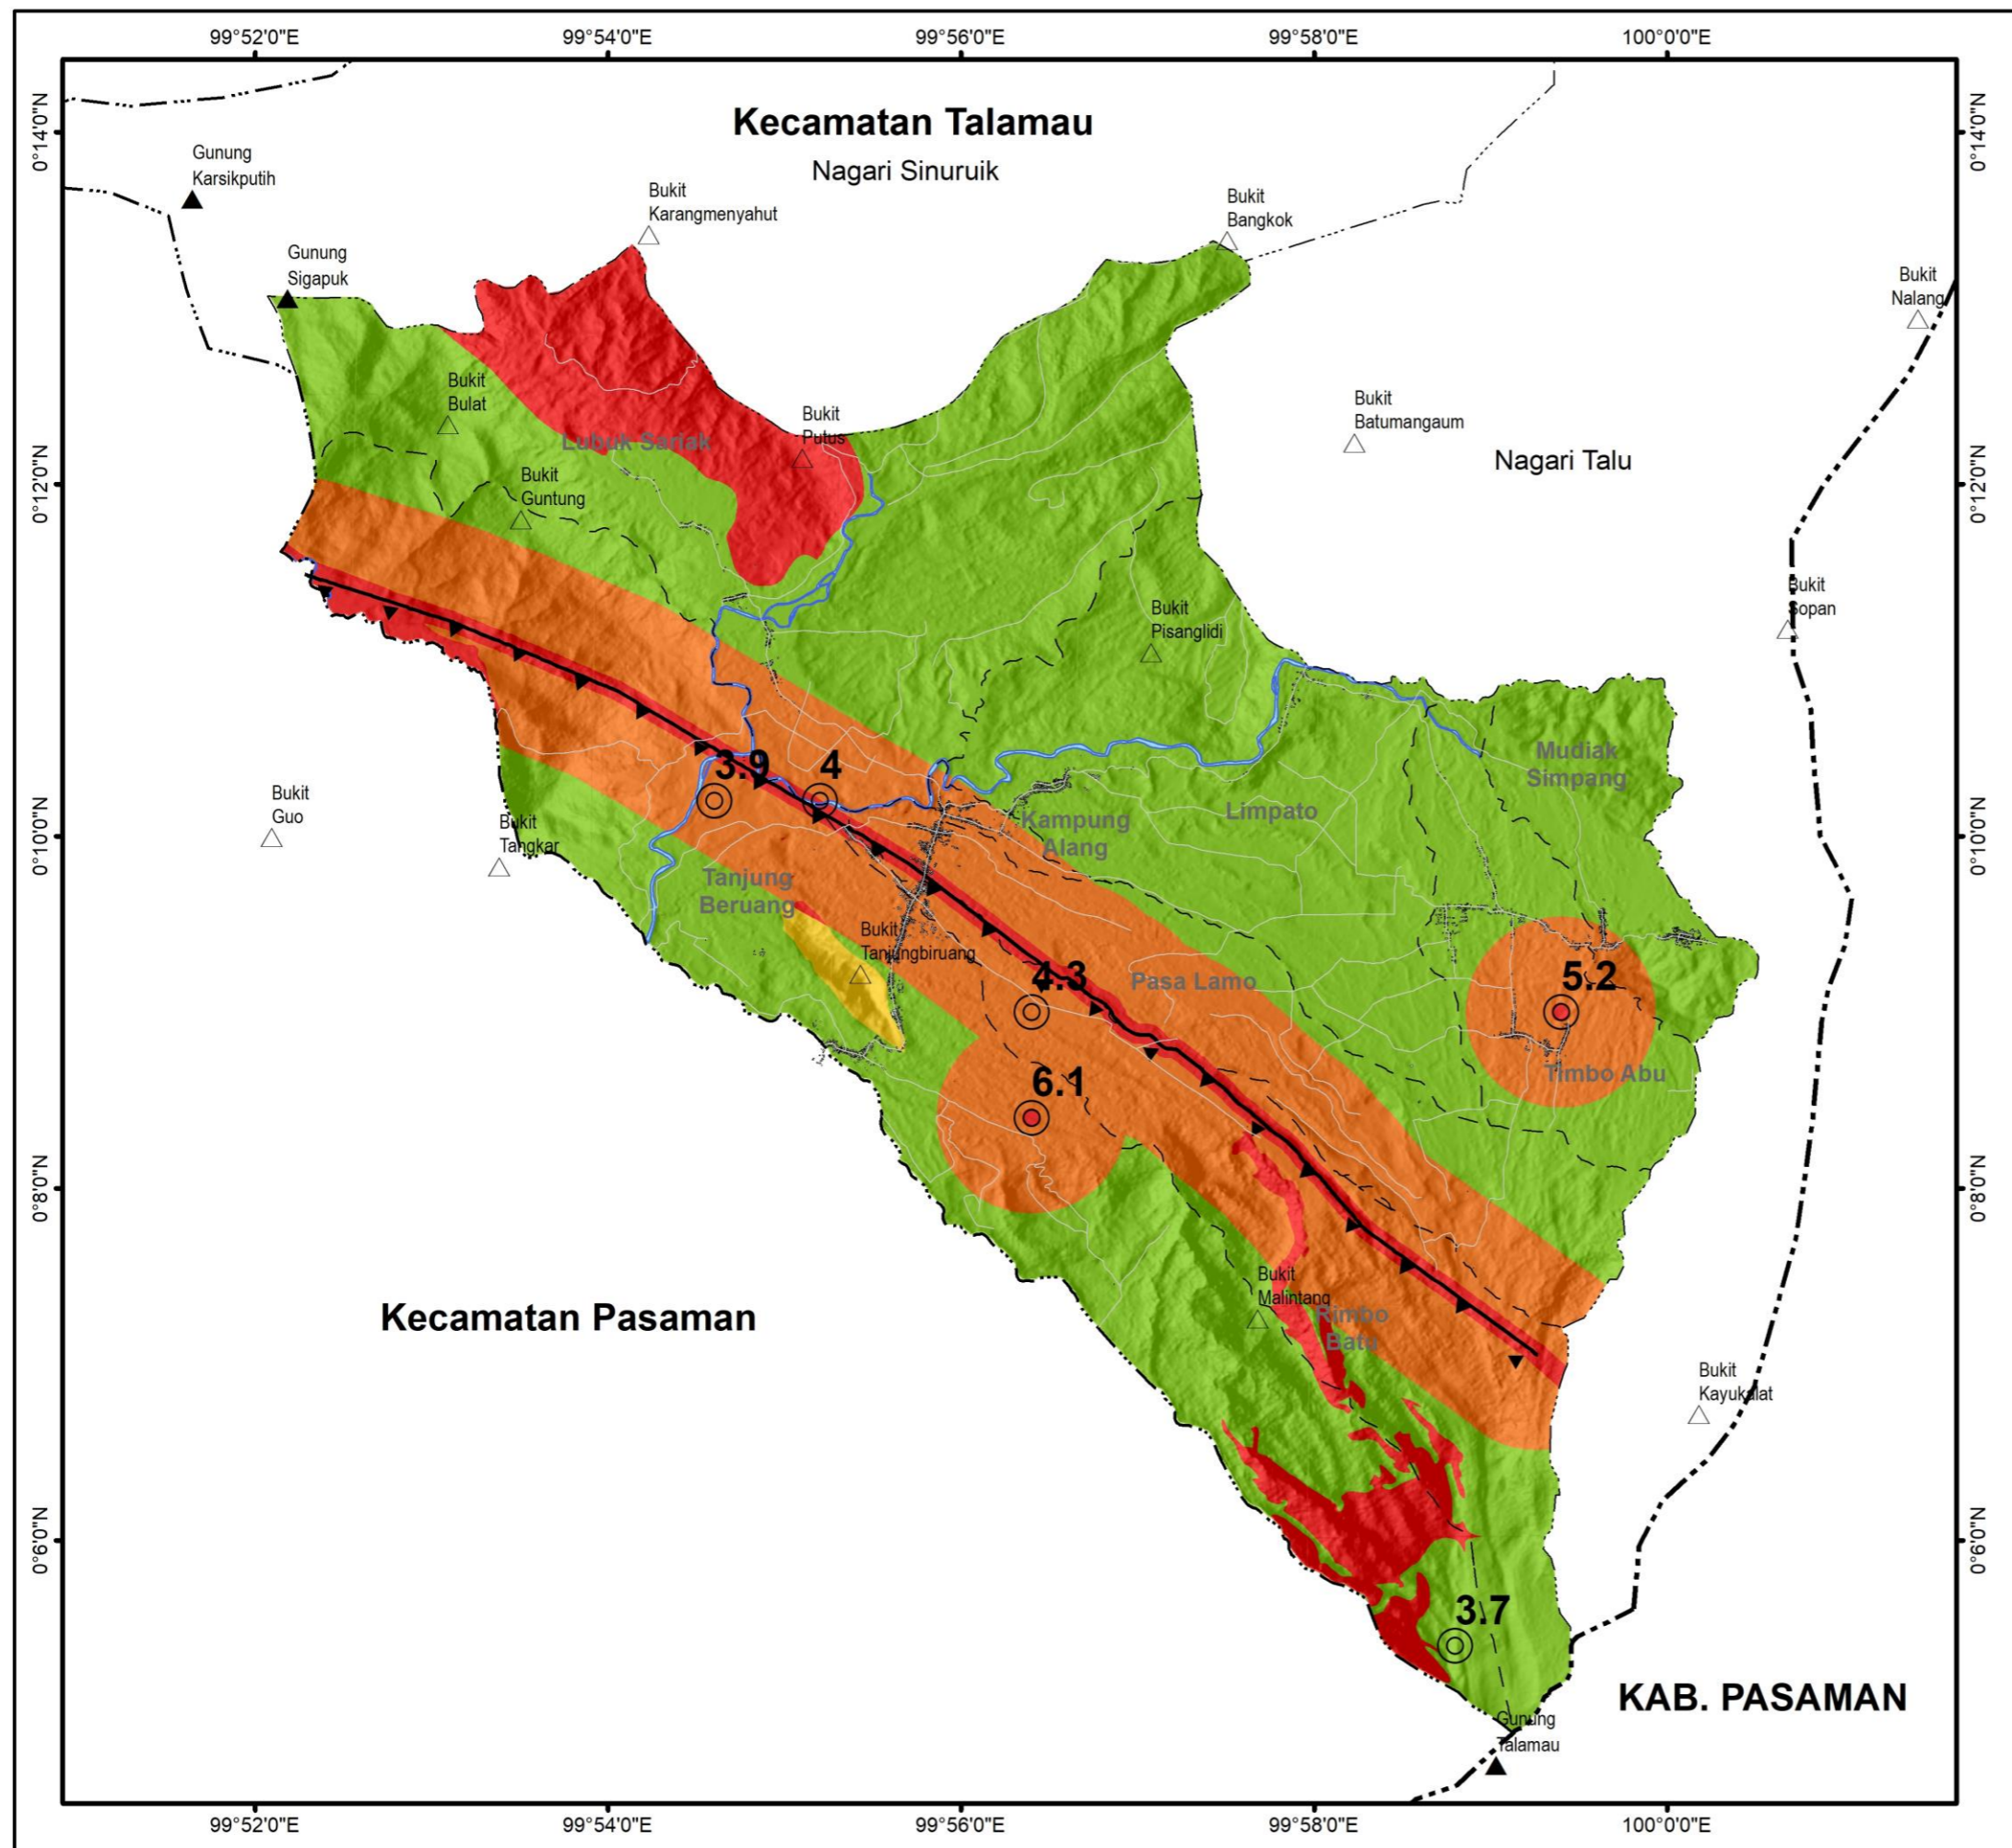 99°52'0"E
99°54'0"E
99°56'0"E
99°58'0"E
100°0'0"E
0°14'0"N
0°14'0"N
Kecamatan Talamau
Nagari Sinuruik
Gunung
Karsikputih
Bukit
Karangmenyahut
Bukit
Bangkok
Gunung
Sigapuk
Bukit
Nalang
Bukit
Bulat
Bukit
Putus
Bukit
Batumangaum
Lubuk Sariak
Nagari Talu
Bukit
Guntung
0°12'0"N
0°12'0"N
Bukit
Sopan
Bukit
Pisanglidi
3.9
4
Mudiak
Simpang
Bukit
Guo
Bukit
Tangkar
Kampung
Alang
Limpato
0°10'0"N
0°10'0"N
Tanjung
Beruang
Bukit
Tanjungbiruang
4.3
Pasa Lamo
5.2
6.1
Timbo Abu
0°8'0"N
0°8'0"N
Bukit
Malintang
Rimbo
Batu
Kecamatan Pasaman
Bukit
Kayukalat
0°6'0"N
0°6'0"N
3.7
KAB. PASAMAN
Gunung
Talamau
99°52'0"E
99°54'0"E
99°56'0"E
99°58'0"E
100°0'0"E